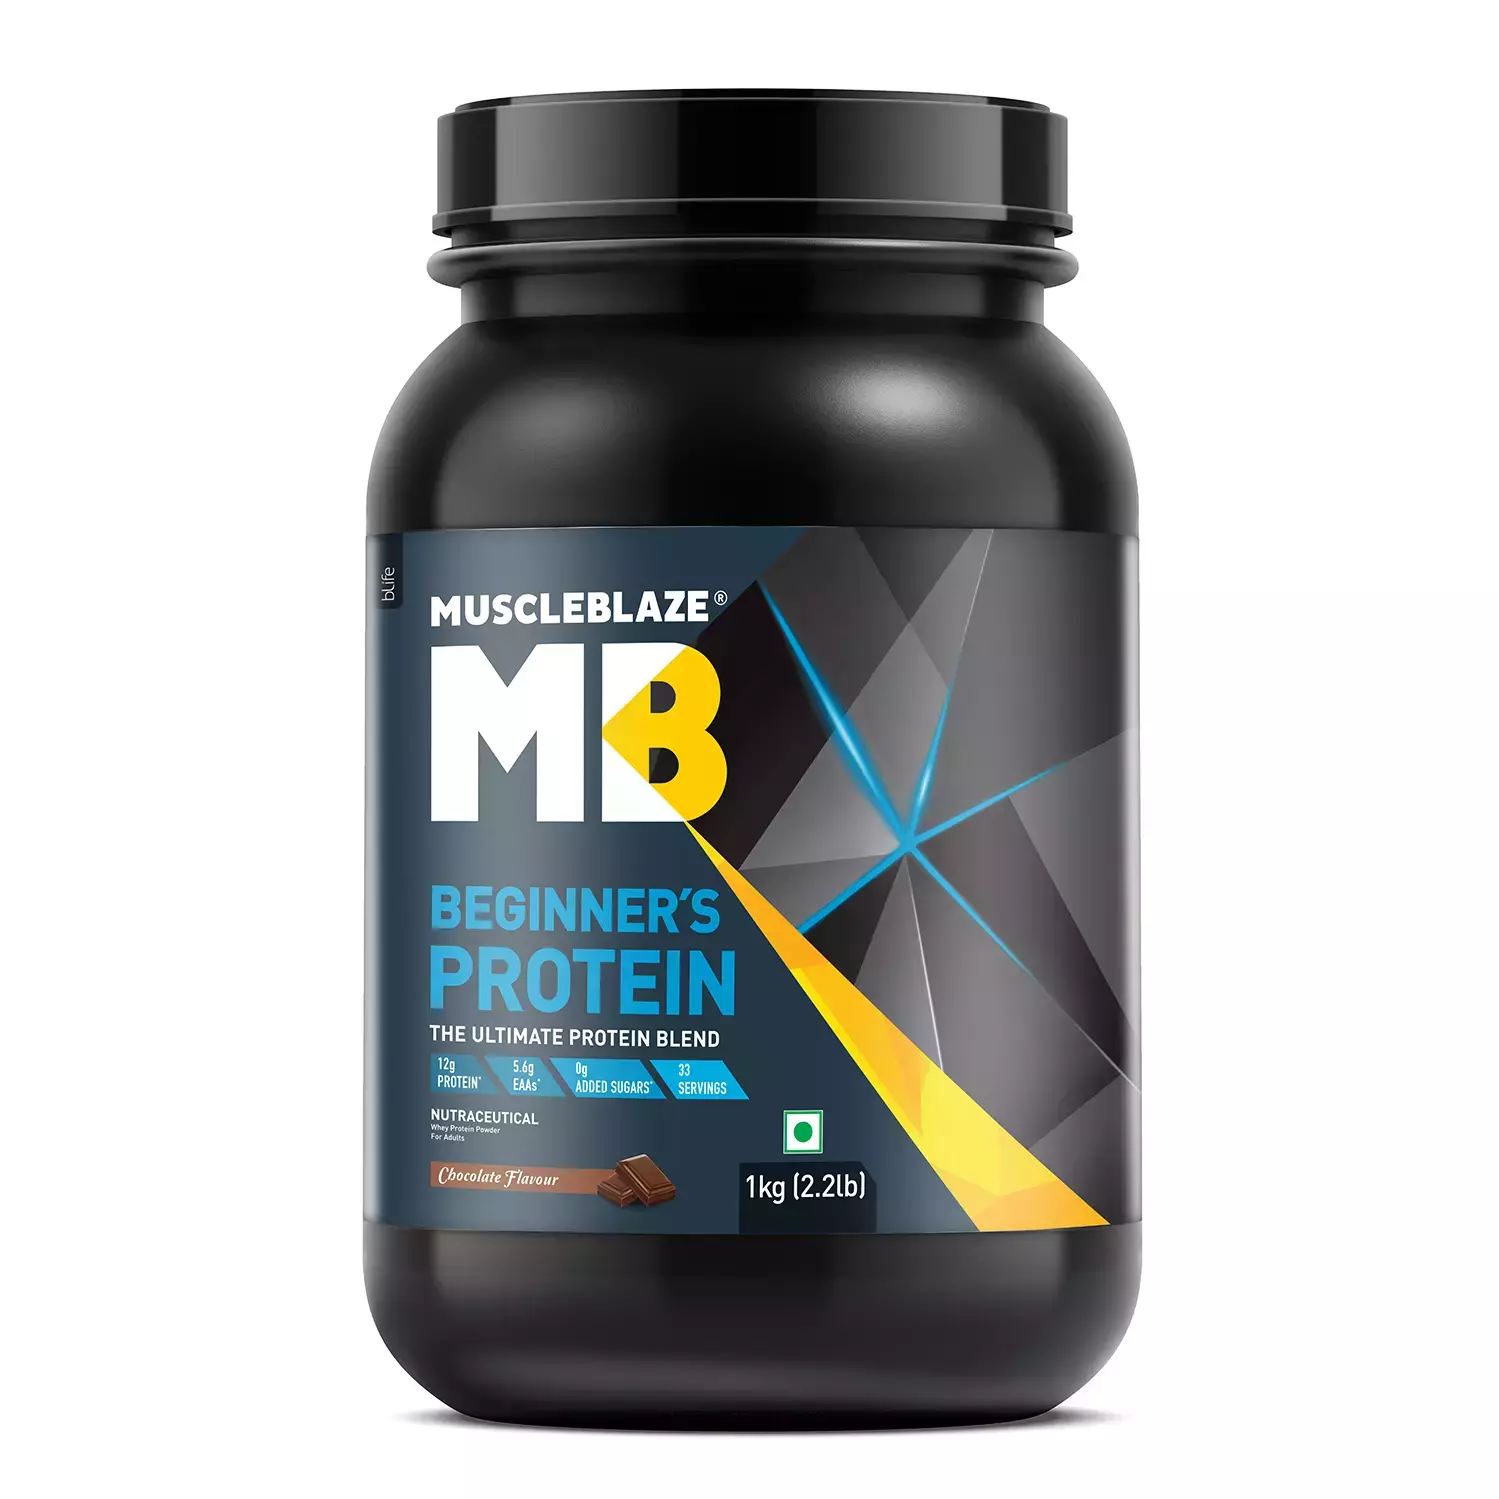 bLife
MUSCLEBLAZE®
MB
BEGINNER'S
PROTEIN
THE ULTIMATE PROTEIN BLEND
12g
PROTEIN*
5.6g
EAAs*
0g
ADDED SUGARS*
33
SERVINGS
NUTRACEUTICAL
Whey Protein Powder
For Adults
Chocolate Flavour
1kg (2.2lb)